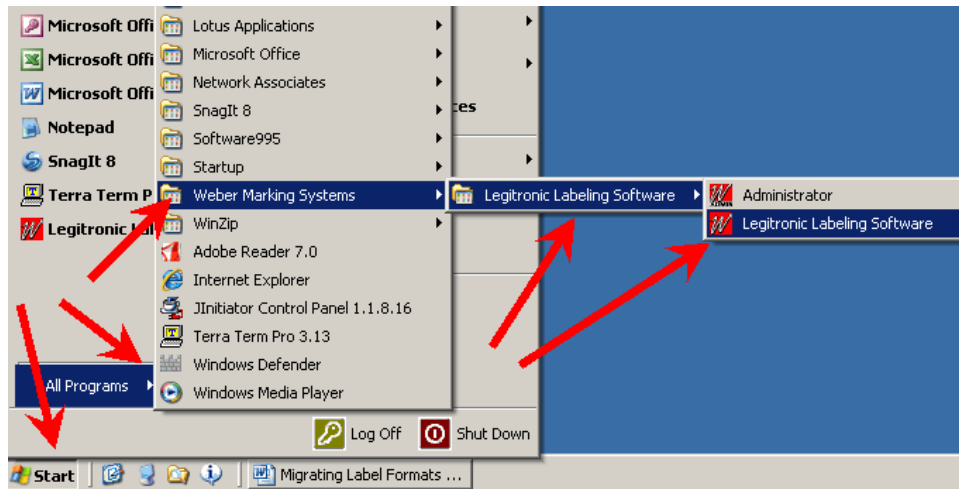 Microsoft Offi
Microsoft Offi
Microsoft Offi
Notepad
SnagIt 8
Terra Term P
Legitronic
All Programs
Lotus Applications
Microsoft Office
Network Associates
SnagIt 8
Software995
Startup
Weber Marking Systems
WinZip
Adobe Reader 7.0
Internet Explorer
JInitiator Control Panel 1.1.8.16
Terra Term Pro 3.13
Windows Defender
Windows Media Player
ces
Legitronic Labeling Software
Administrator
Legitronic Labeling Software
Log Off
Shut Down
Start
Migrating Label Formats ...